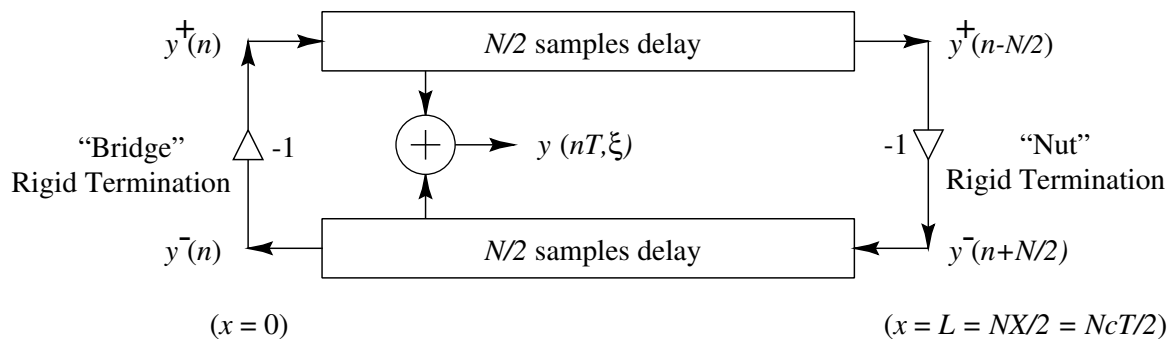 y⁺(n)
N/2 samples delay
y⁺(n-N/2)
“Bridge”
Rigid Termination
-1
y (nT,ξ)
-1
“Nut”
Rigid Termination
y⁻(n)
N/2 samples delay
y⁻(n+N/2)
(x = 0)
(x = L = NX/2 = NcT/2)